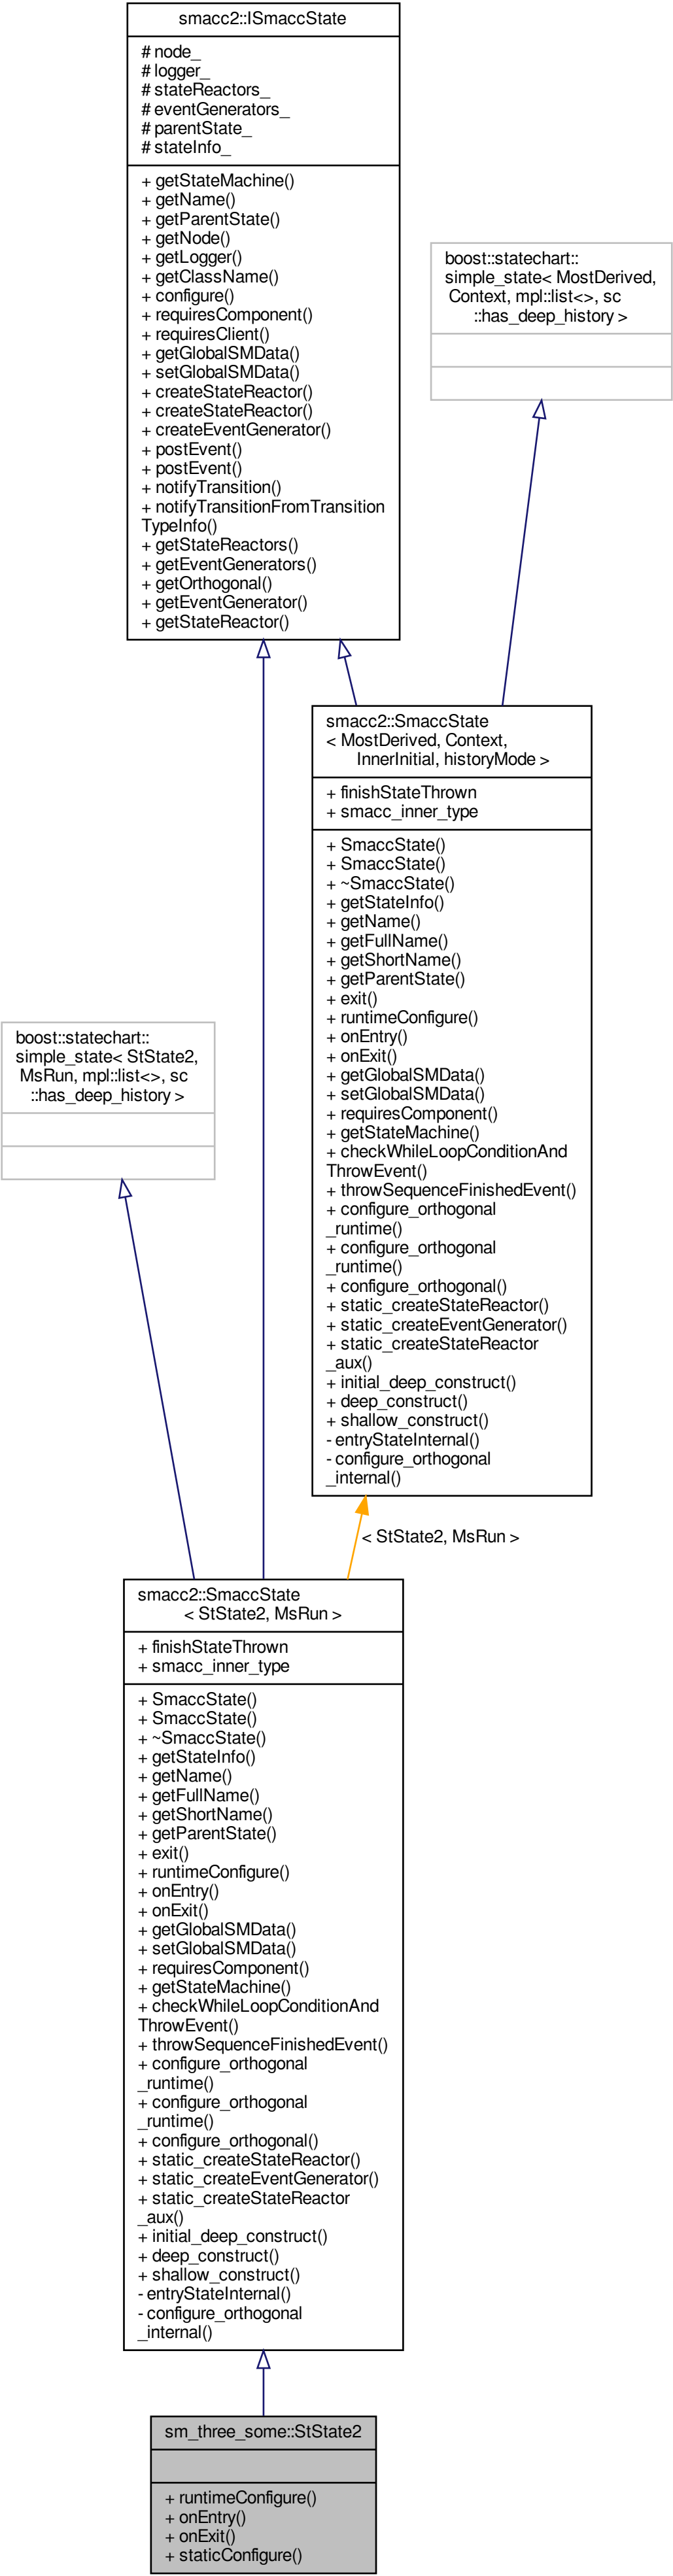 smacc2::ISmaccState
# node_
# logger_
# stateReactors_
# eventGenerators_
# parentState_
# stateInfo_
+ getStateMachine()
+ getName()
+ getParentState()
+ getNode()
+ getLogger()
+ getClassName()
+ configure()
+ requiresComponent()
+ requiresClient()
+ getGlobalSMData()
+ setGlobalSMData()
+ createStateReactor()
+ createStateReactor()
+ createEventGenerator()
+ postEvent()
+ postEvent()
+ notifyTransition()
+ notifyTransitionFromTransition
TypeInfo()
+ getStateReactors()
+ getEventGenerators()
+ getOrthogonal()
+ getEventGenerator()
+ getStateReactor()
boost::statechart::
simple_state< MostDerived,
Context, mpl::list<>, sc
::has_deep_history >
smacc2::SmaccState
< MostDerived, Context,
InnerInitial, historyMode >
+ finishStateThrown
+ smacc_inner_type
+ SmaccState()
+ SmaccState()
+ ~SmaccState()
+ getStateInfo()
+ getName()
+ getFullName()
+ getShortName()
+ getParentState()
+ exit()
+ runtimeConfigure()
+ onEntry()
+ onExit()
+ getGlobalSMData()
+ setGlobalSMData()
+ requiresComponent()
+ getStateMachine()
+ checkWhileLoopConditionAnd
ThrowEvent()
+ throwSequenceFinishedEvent()
+ configure_orthogonal
_runtime()
+ configure_orthogonal
_runtime()
+ configure_orthogonal()
+ static_createStateReactor()
+ static_createEventGenerator()
+ static_createStateReactor
_aux()
+ initial_deep_construct()
+ deep_construct()
+ shallow_construct()
- entryStateInternal()
- configure_orthogonal
_internal()
boost::statechart::
simple_state< StState2,
MsRun, mpl::list<>, sc
::has_deep_history >
< StState2, MsRun >
smacc2::SmaccState
< StState2, MsRun >
+ finishStateThrown
+ smacc_inner_type
+ SmaccState()
+ SmaccState()
+ ~SmaccState()
+ getStateInfo()
+ getName()
+ getFullName()
+ getShortName()
+ getParentState()
+ exit()
+ runtimeConfigure()
+ onEntry()
+ onExit()
+ getGlobalSMData()
+ setGlobalSMData()
+ requiresComponent()
+ getStateMachine()
+ checkWhileLoopConditionAnd
ThrowEvent()
+ throwSequenceFinishedEvent()
+ configure_orthogonal
_runtime()
+ configure_orthogonal
_runtime()
+ configure_orthogonal()
+ static_createStateReactor()
+ static_createEventGenerator()
+ static_createStateReactor
_aux()
+ initial_deep_construct()
+ deep_construct()
+ shallow_construct()
- entryStateInternal()
- configure_orthogonal
_internal()
sm_three_some::StState2
+ runtimeConfigure()
+ onEntry()
+ onExit()
+ staticConfigure()